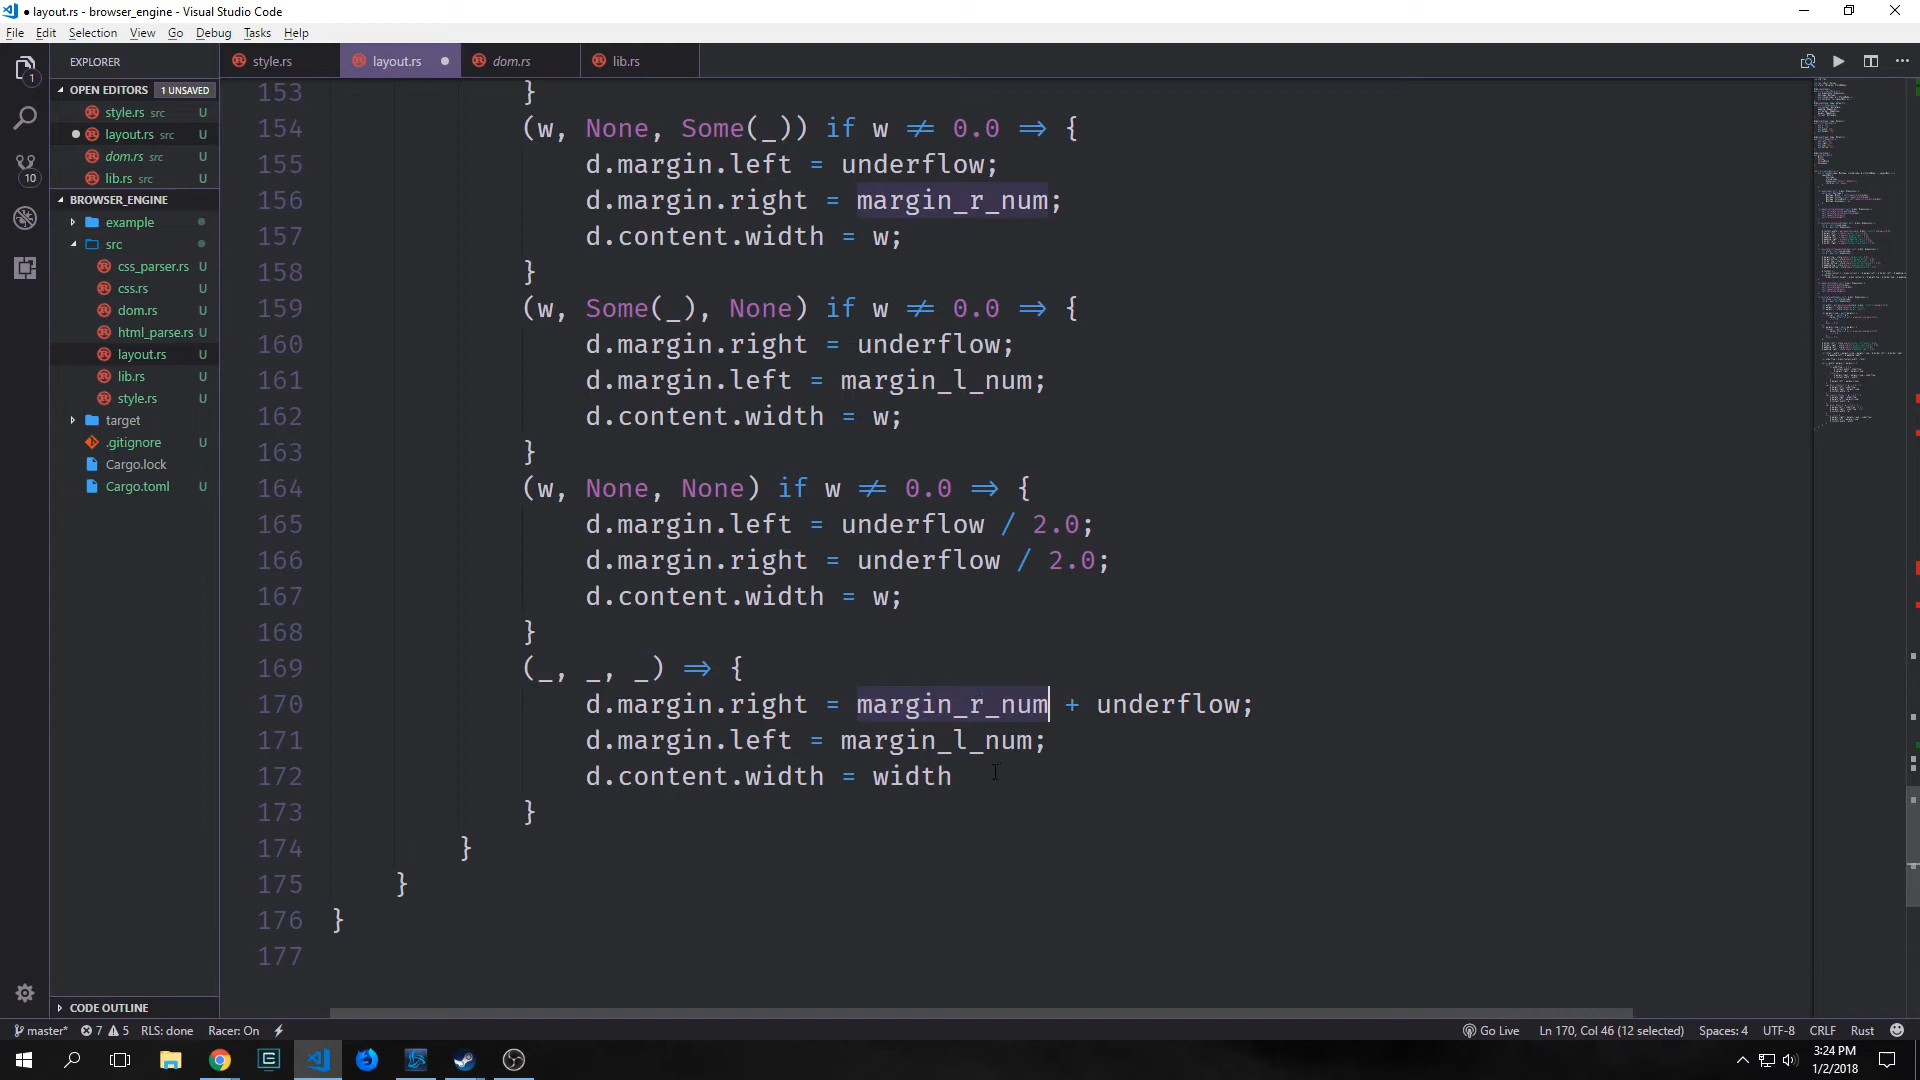 ● layout.rs - browser_engine - Visual Studio Code
File Edit Selection View Go Debug Tasks Help
EXPLORER
OPEN EDITORS 1 UNSAVED
style.rs src U
layout.rs src U
dom.rs src U
lib.rs src U
BROWSER_ENGINE
example
src
css_parser.rs U
css.rs U
dom.rs U
html_parse.rs U
layout.rs U
lib.rs U
style.rs U
target
.gitignore U
Cargo.lock
Cargo.toml U
CODE OUTLINE
1
10
style.rs layout.rs ● dom.rs lib.rs
153 }
154 (w, None, Some(_)) if w ≠ 0.0 ⇒ {
155 d.margin.left = underflow;
156 d.margin.right = margin_r_num;
157 d.content.width = w;
158 }
159 (w, Some(_), None) if w ≠ 0.0 ⇒ {
160 d.margin.right = underflow;
161 d.margin.left = margin_l_num;
162 d.content.width = w;
163 }
164 (w, None, None) if w ≠ 0.0 ⇒ {
165 d.margin.left = underflow / 2.0;
166 d.margin.right = underflow / 2.0;
167 d.content.width = w;
168 }
169 (_, _, _) ⇒ {
170 d.margin.right = margin_r_num + underflow;
171 d.margin.left = margin_l_num;
172 d.content.width = width
173 }
174 }
175 }
176 }
177
master* 7 5 RLS: done Racer: On Go Live Ln 170, Col 46 (12 selected) Spaces: 4 UTF-8 CRLF Rust
3:24 PM
1/2/2018